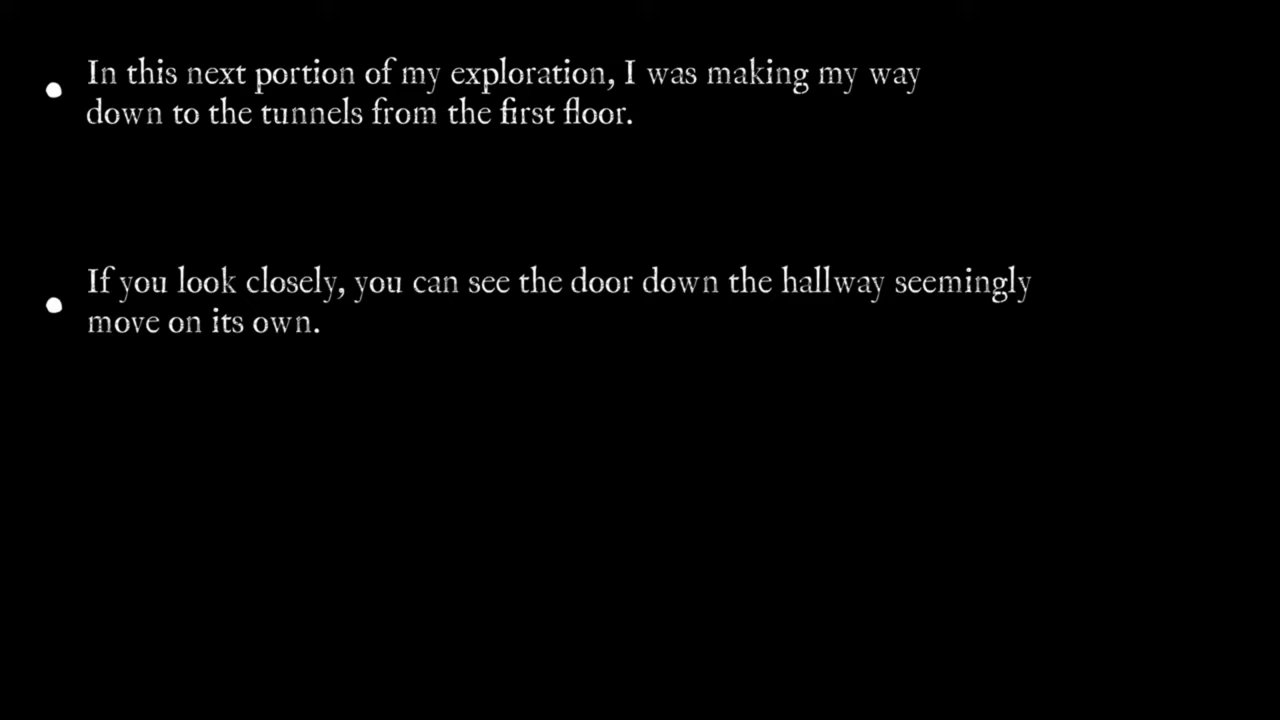 In this next portion of my exploration, I was making my way
down to the tunnels from the first floor.
If you look closely, you can see the door down the hallway seemingly
move on its own.